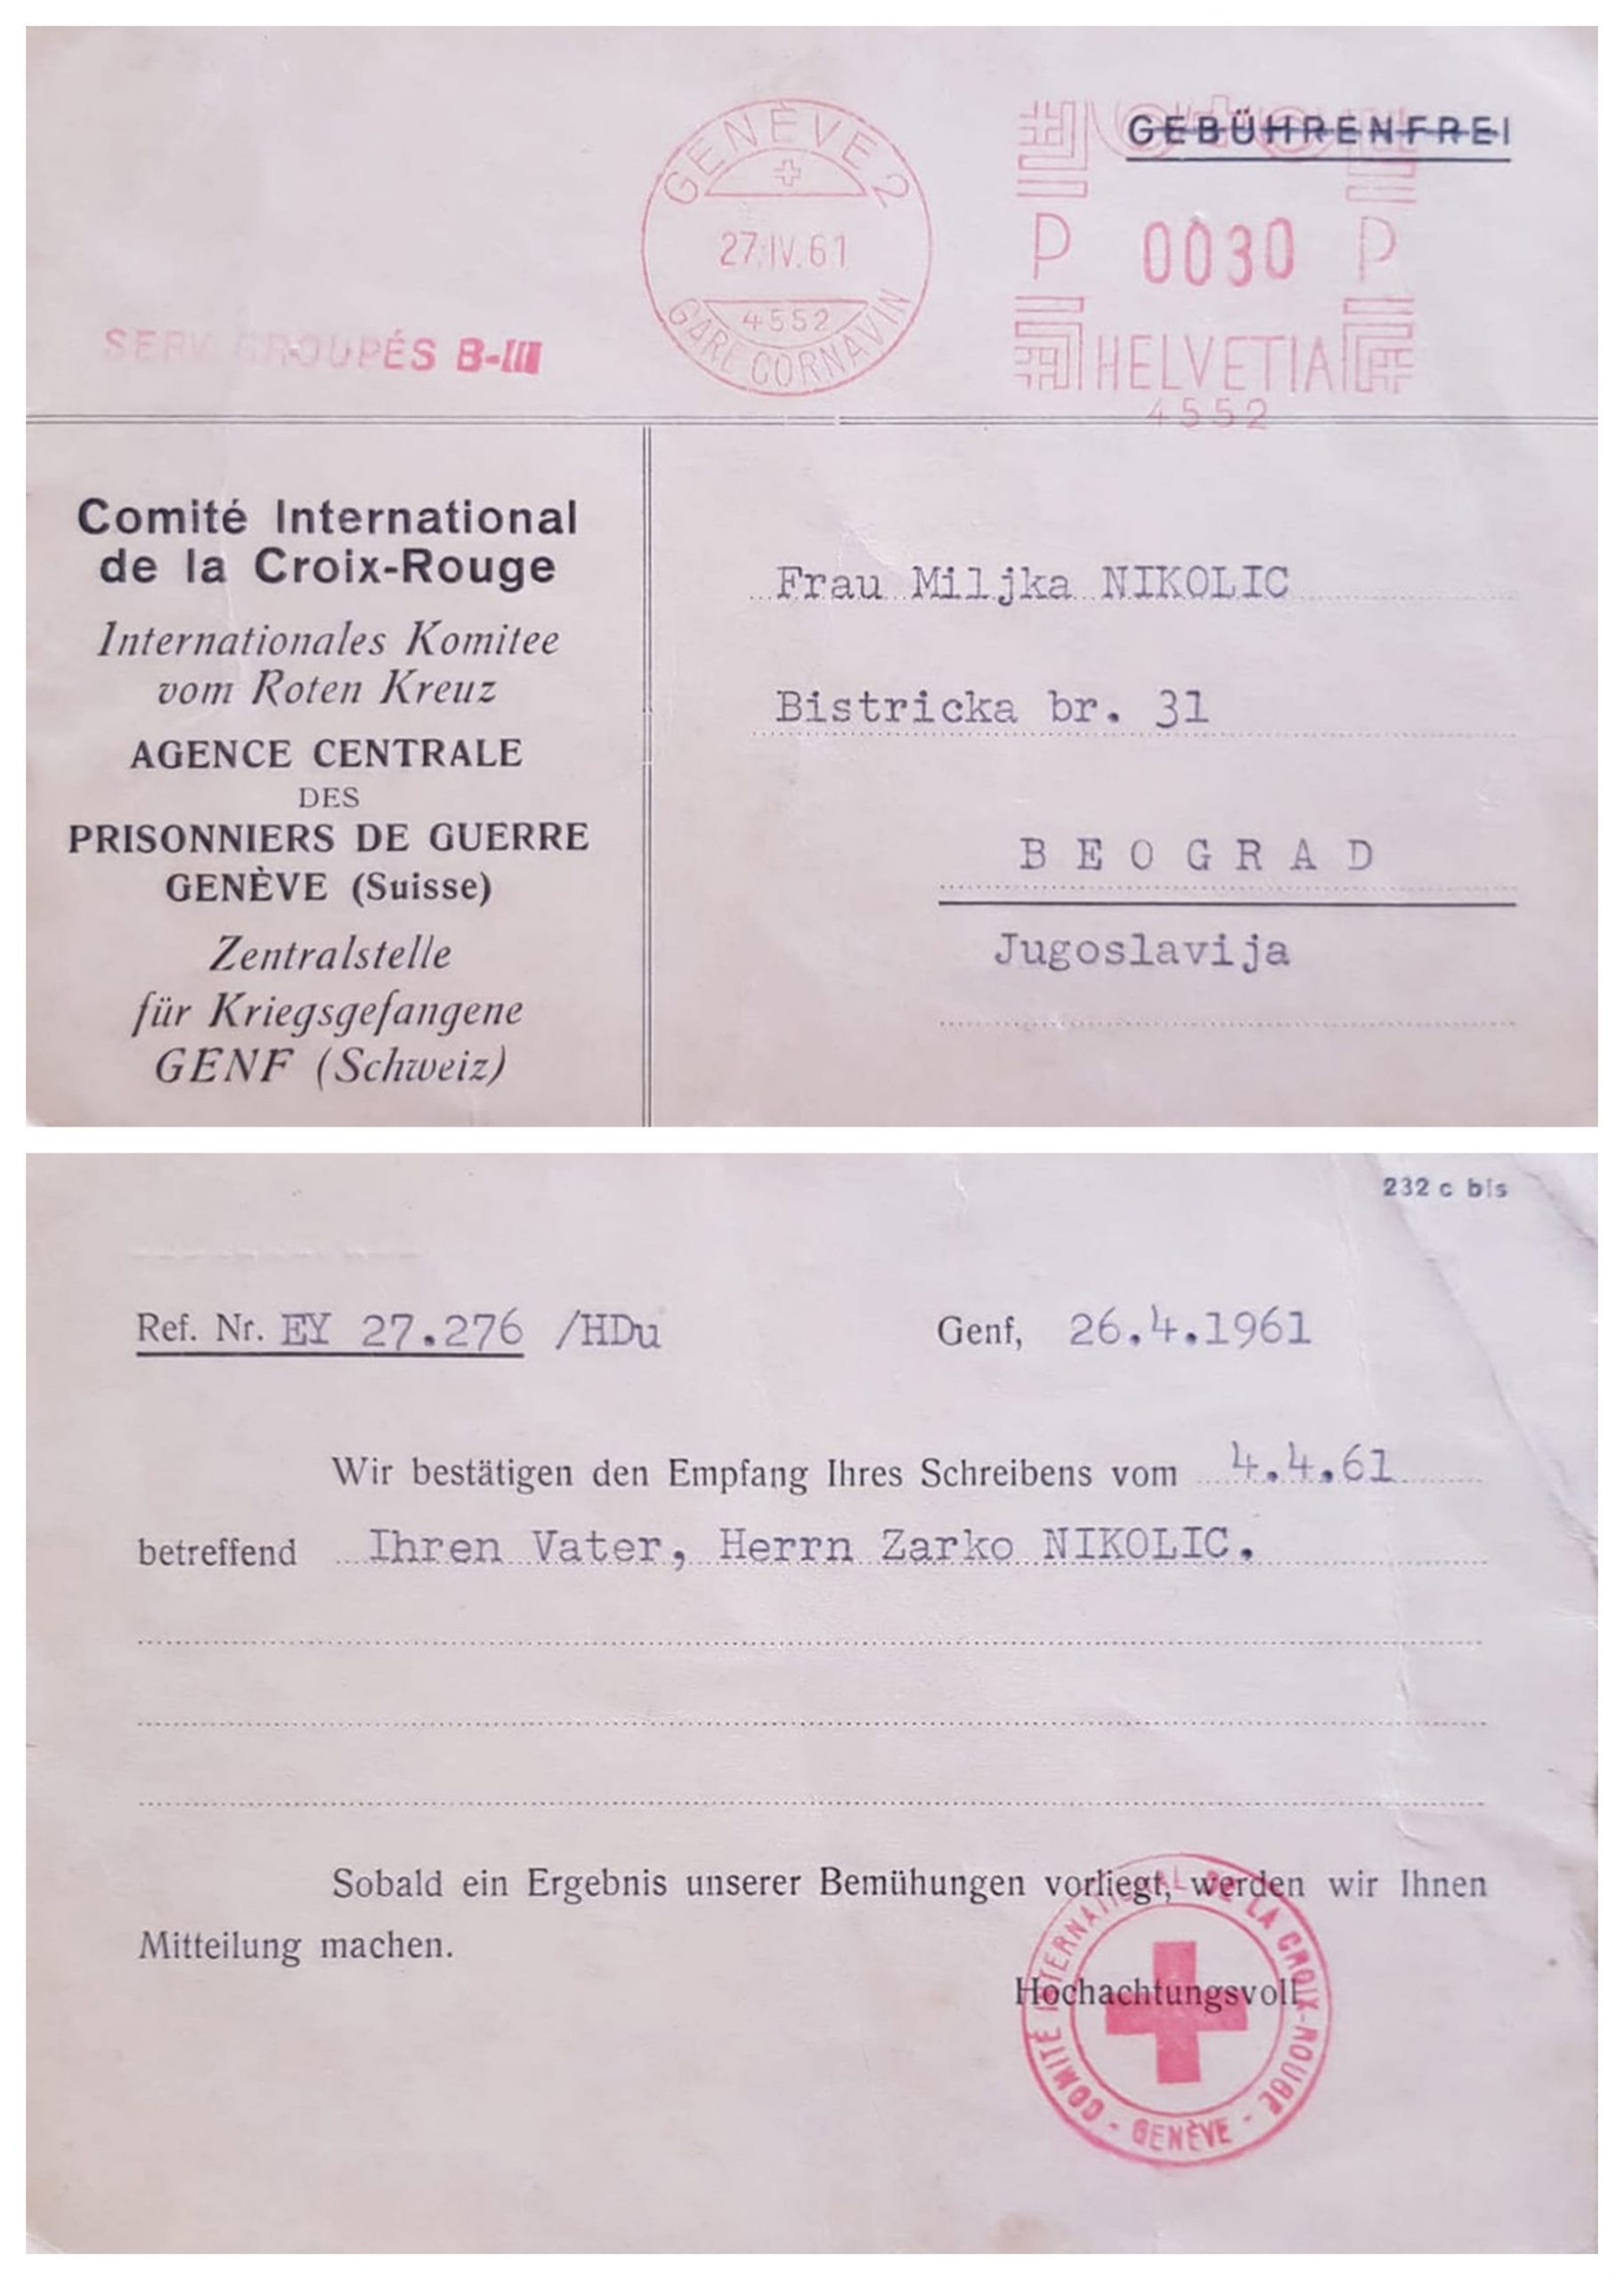 GEBÜHRENFREI
GENÈVE 2
27.IV.61
4552
GARE CORNAVIN
P 0030 P
HELVETIA
4552
SERV. GROUPÉS B-III
Comité International
de la Croix-Rouge
Internationales Komitee
vom Roten Kreuz
AGENCE CENTRALE
DES
PRISONNIERS DE GUERRE
GENÈVE (Suisse)
Zentralstelle
für Kriegsgefangene
GENF (Schweiz)
Frau Miljka NIKOLIC
Bistricka br. 31
BEOGRAD
Jugoslavija
232 c bis
Ref. Nr. EY 27.276 /HDu
Genf, 26.4.1961
Wir bestätigen den Empfang Ihres Schreibens vom 4.4.61
betreffend Ihren Vater, Herrn Zarko NIKOLIC.
Sobald ein Ergebnis unserer Bemühungen vorliegt, werden wir Ihnen
Mitteilung machen.
Hochachtungsvoll
COMITÉ INTERNATIONAL DE LA CROIX-ROUGE - GENÈVE -